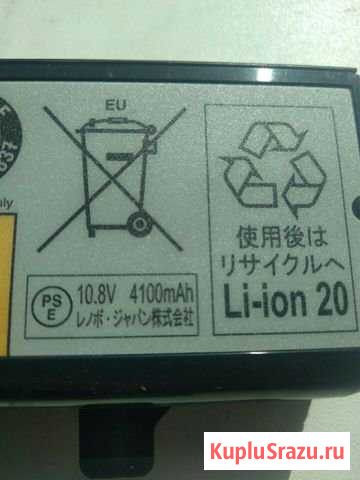 EU
037
使用後は
リサイクルへ
Li-ion 20
PS
E
10.8V 4100mAh
レノボ・ジャパン株式会社
KupluSrazu.ru